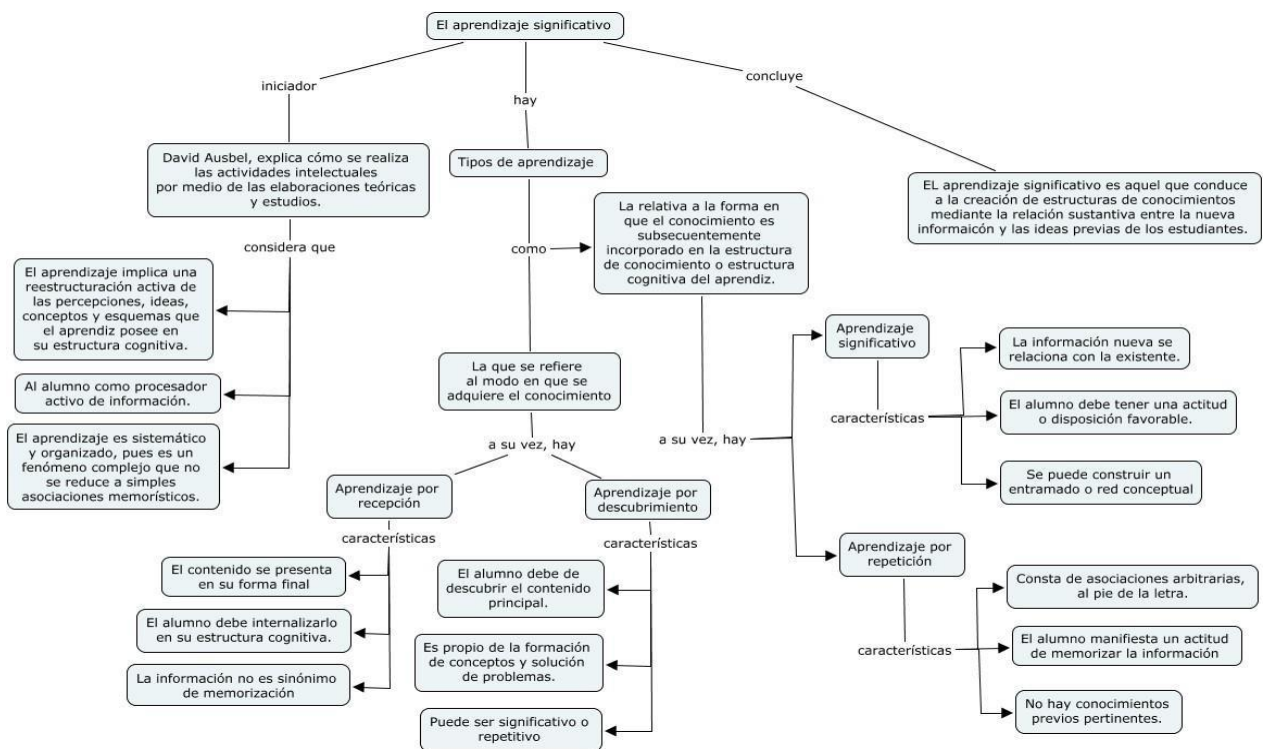 El aprendizaje significativo
iniciador
hay
concluye
David Ausbel, explica cómo se realiza
las actividades intelectuales
por medio de las elaboraciones teóricas
y estudios.
considera que
El aprendizaje implica una
reestructuración activa de
las percepciones, ideas,
conceptos y esquemas que
el aprendiz posee en
su estructura cognitiva.
Al alumno como procesador
activo de información.
El aprendizaje es sistemático
y organizado, pues es un
fenómeno complejo que no
se reduce a simples
asociaciones memorísticos.
Tipos de aprendizaje
como
La que se refiere
al modo en que se
adquiere el conocimiento
a su vez, hay
Aprendizaje por
recepción
características
El contenido se presenta
en su forma final
El alumno debe internalizarlo
en su estructura cognitiva.
La información no es sinónimo
de memorización
Aprendizaje por
descubrimiento
características
El alumno debe de
descubrir el contenido
principal.
Es propio de la formación
de conceptos y solución
de problemas.
Puede ser significativo o
repetitivo
La relativa a la forma en
que el conocimiento es
subsecuentemente
incorporado en la estructura
de conocimiento o estructura
cognitiva del aprendiz.
a su vez, hay
Aprendizaje
significativo
características
La información nueva se
relaciona con la existente.
El alumno debe tener una actitud
o disposición favorable.
Se puede construir un
entramado o red conceptual
Aprendizaje por
repetición
características
Consta de asociaciones arbitrarias,
al pie de la letra.
El alumno manifiesta un actitud
de memorizar la información
No hay conocimientos
previos pertinentes.
EL aprendizaje significativo es aquel que conduce
a la creación de estructuras de conocimientos
mediante la relación sustantiva entre la nueva
informaicón y las ideas previas de los estudiantes.